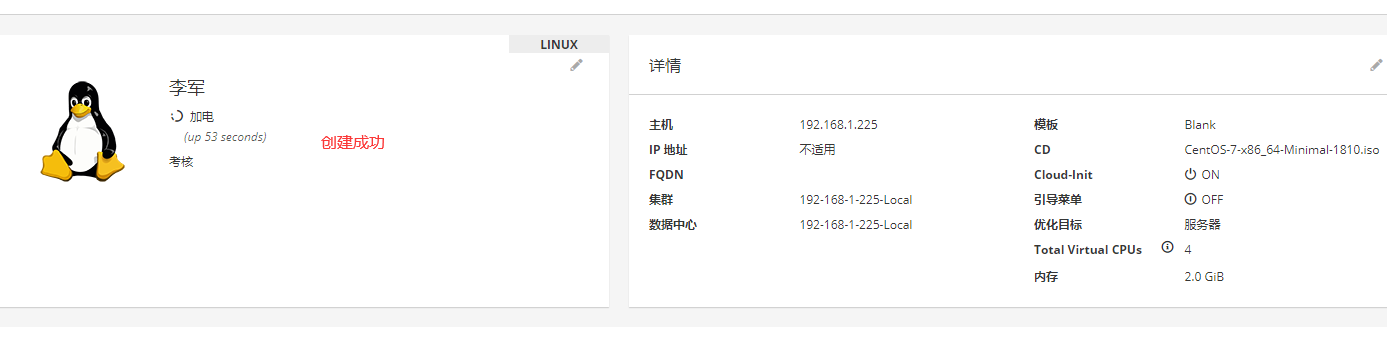 LINUX
李军
加电
(up 53 seconds)
创建成功
考核
详情
主机 192.168.1.225
IP 地址 不适用
FQDN
集群 192-168-1-225-Local
数据中心 192-168-1-225-Local
模板 Blank
CD CentOS-7-x86_64-Minimal-1810.iso
Cloud-Init ON
引导菜单 OFF
优化目标 服务器
Total Virtual CPUs 4
内存 2.0 GiB